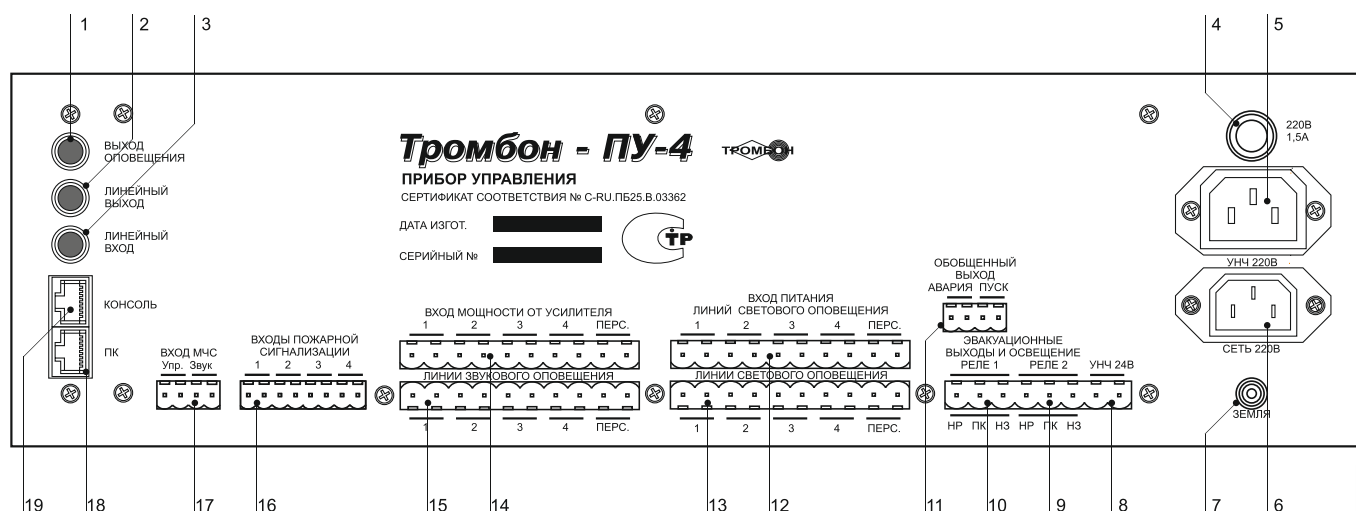 1 2 3 4 5
ВЫХОД
ОПОВЕЩЕНИЯ
ЛИНЕЙНЫЙ
ВЫХОД
ЛИНЕЙНЫЙ
ВХОД
КОНСОЛЬ
ПК
Тромбон - ПУ-4
ТРОМБОН
ПРИБОР УПРАВЛЕНИЯ
СЕРТИФИКАТ СООТВЕТСТВИЯ № C-RU.ПБ25.В.03362
ДАТА ИЗГОТ.
СЕРИЙНЫЙ №
ТР
220В
1,5А
УНЧ 220В
СЕТЬ 220В
ЗЕМЛЯ
ВХОД МЧС
Упр. Звук
ВХОДЫ ПОЖАРНОЙ
СИГНАЛИЗАЦИИ
1 2 3 4
ВХОД МОЩНОСТИ ОТ УСИЛИТЕЛЯ
1 2 3 4 ПЕРС.
ЛИНИИ ЗВУКОВОГО ОПОВЕЩЕНИЯ
1 2 3 4 ПЕРС.
ВХОД ПИТАНИЯ
ЛИНИЙ СВЕТОВОГО ОПОВЕЩЕНИЯ
1 2 3 4 ПЕРС.
ЛИНИИ СВЕТОВОГО ОПОВЕЩЕНИЯ
1 2 3 4 ПЕРС.
ОБОБЩЕННЫЙ
ВЫХОД
АВАРИЯ ПУСК
ЭВАКУАЦИОННЫЕ
ВЫХОДЫ И ОСВЕЩЕНИЕ
РЕЛЕ 1 РЕЛЕ 2 УНЧ 24В
НР ПК НЗ НР ПК НЗ
19 18 17 16 15 14 13 12 11 10 9 8 7 6